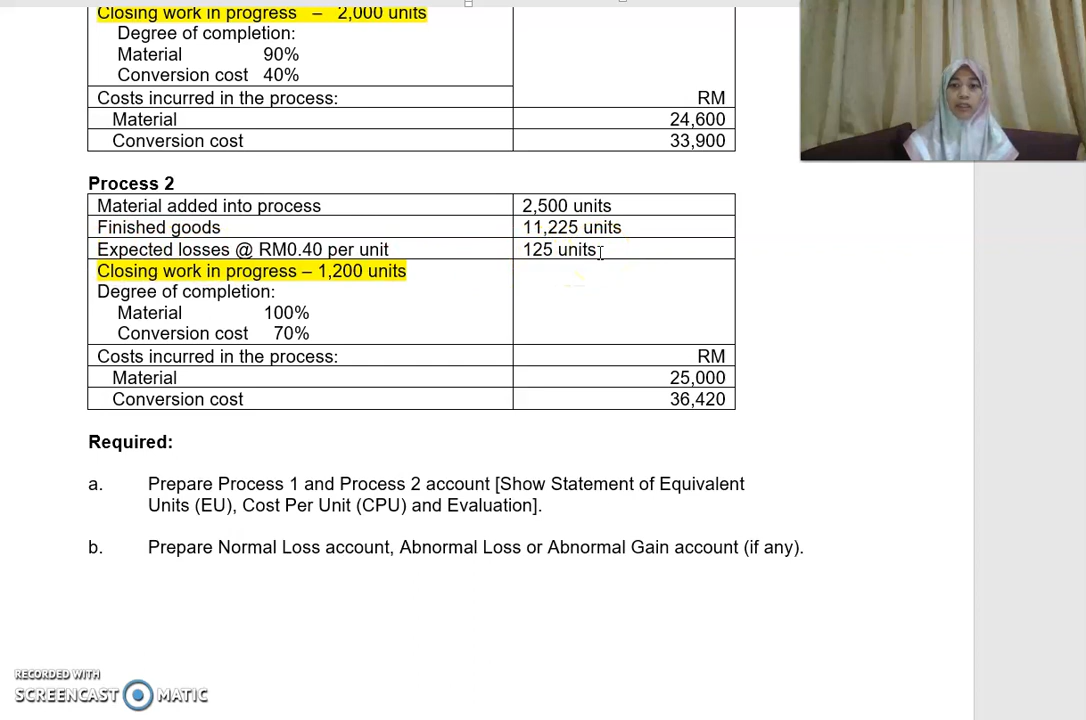 Closing work in progress – 2,000 units
Degree of completion:
Material 90%
Conversion cost 40%
Costs incurred in the process: RM
Material 24,600
Conversion cost 33,900
Process 2
Material added into process 2,500 units
Finished goods 11,225 units
Expected losses @ RM0.40 per unit 125 units
Closing work in progress – 1,200 units
Degree of completion:
Material 100%
Conversion cost 70%
Costs incurred in the process: RM
Material 25,000
Conversion cost 36,420
Required:
a. Prepare Process 1 and Process 2 account [Show Statement of Equivalent
Units (EU), Cost Per Unit (CPU) and Evaluation].
b. Prepare Normal Loss account, Abnormal Loss or Abnormal Gain account (if any).
RECORDED WITH
SCREENCAST MATIC